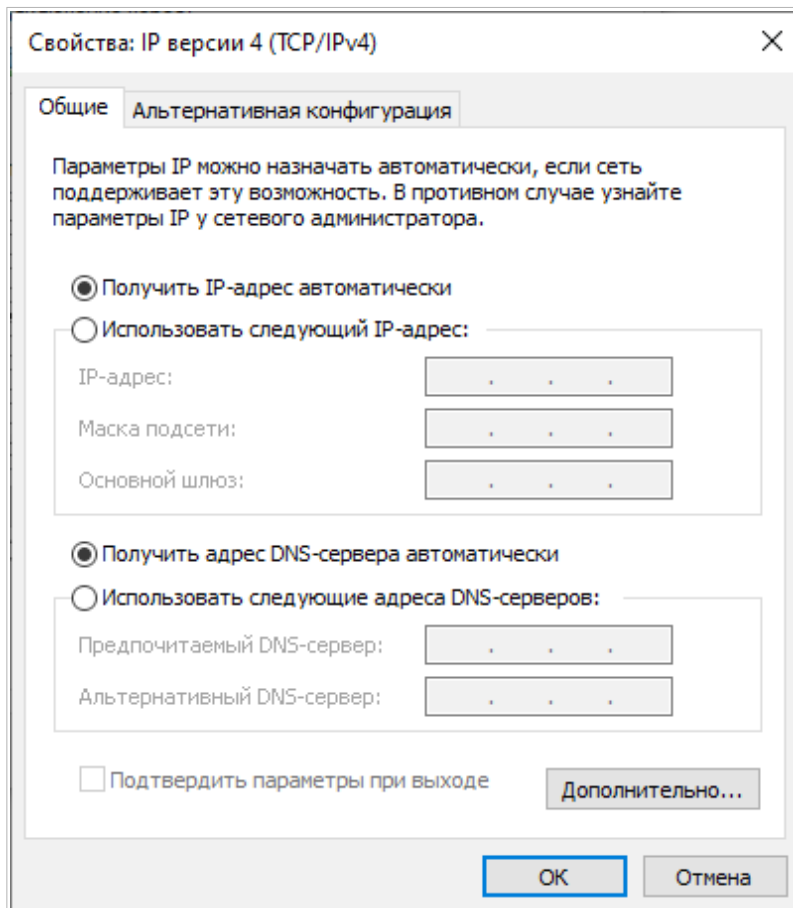 Свойства: IP версии 4 (TCP/IPv4)
Общие
Альтернативная конфигурация
Параметры IP можно назначать автоматически, если сеть
поддерживает эту возможность. В противном случае узнайте
параметры IP у сетевого администратора.
Получить IP-адрес автоматически
Использовать следующий IP-адрес:
IP-адрес:
Маска подсети:
Основной шлюз:
Получить адрес DNS-сервера автоматически
Использовать следующие адреса DNS-серверов:
Предпочитаемый DNS-сервер:
Альтернативный DNS-сервер:
Подтвердить параметры при выходе
Дополнительно...
ОК
Отмена